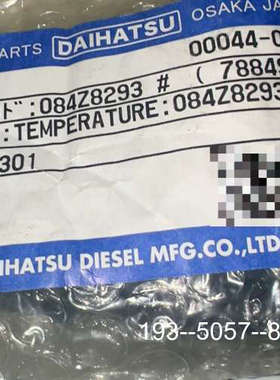 PARTS DAIHATSU OSAKA JA
00044-0
ド:084Z8293 # ( 7884
:TEMPERATURE:084Z8293
301
IHATSU DIESEL MFG.CO.,LTD.
193--5057--8